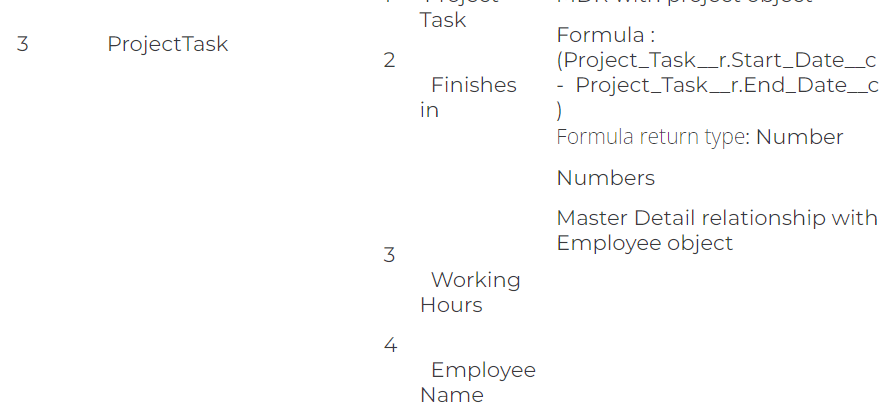 1 Project
Task
MDR with project object
3 ProjectTask
2
Finishes
in
Formula :
(Project_Task__r.Start_Date__c
- Project_Task__r.End_Date__c
)
Formula return type: Number
Numbers
Master Detail relationship with
Employee object
3
Working
Hours
4
Employee
Name